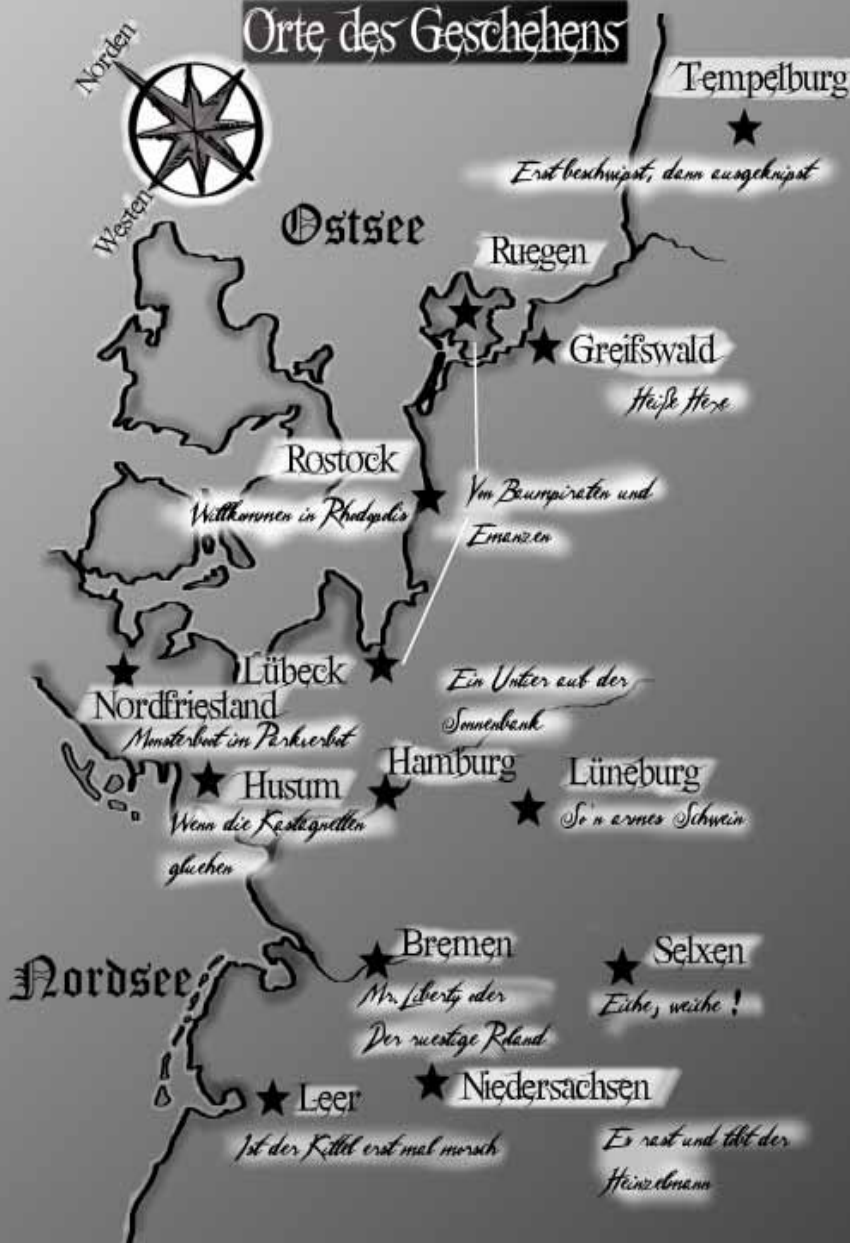 Orte des Geschehens
Norden
Westen
Tempelburg
Erst beschwipst, dann ausgeknipst
Ostsee
Ruegen
Greifswald
Heiße Hexe
Rostock
Willkommen in Rhodopolis
Von Baumpiraten und
Emanzen
Lübeck
Nordfriesland
Monsterboot im Parkverbot
Ein Untier auf der
Sonnenbank
Hamburg
Lüneburg
So'n armes Schwein
Husum
Wenn die Kastagnetten
gluehen
Nordsee
Bremen
Mr. Liberty oder
Der ruestige Roland
Selxen
Eiche, weiche !
Leer
Ist der Kittel erst mal morsch
Niedersachsen
Es rast und tobt der
Heinzelmann